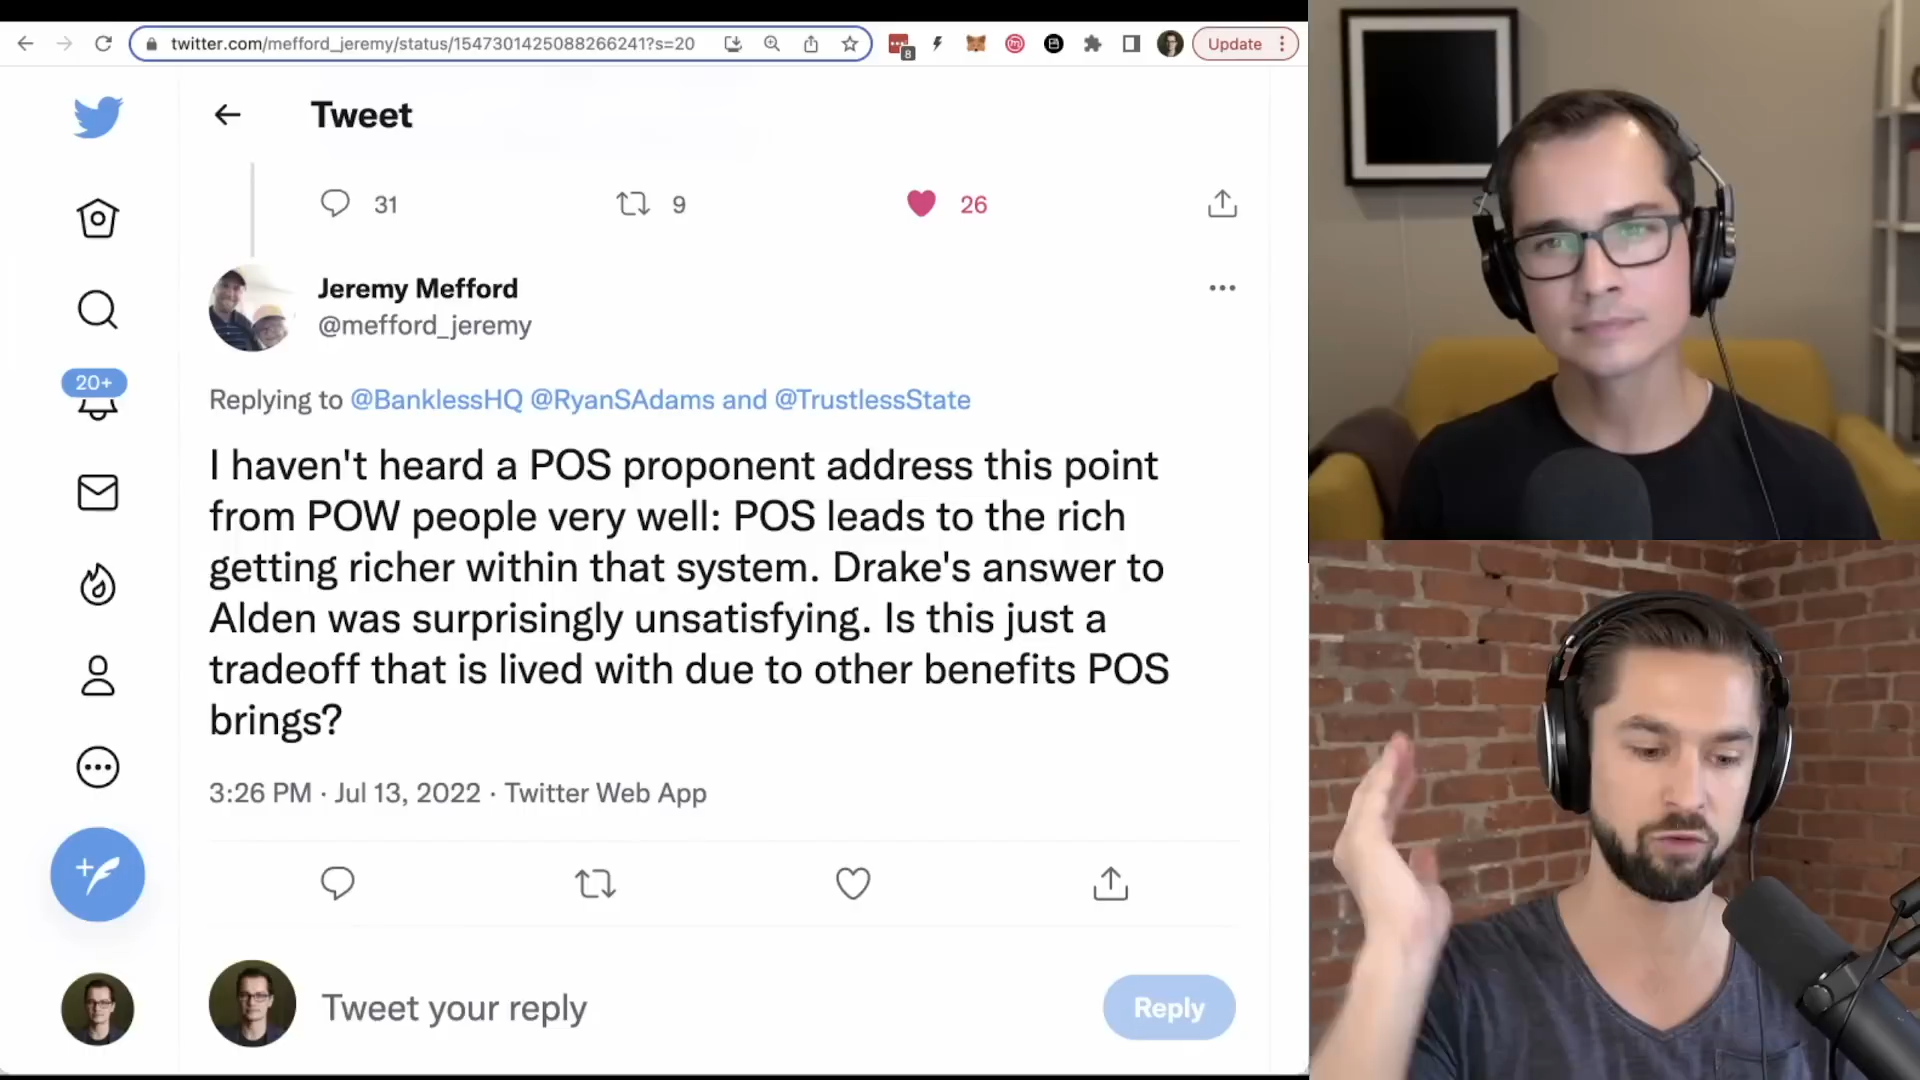 twitter.com/mefford_jeremy/status/1547301425088266241?s=20
8
Update
Tweet
31
9
26
Jeremy Mefford
@mefford_jeremy
20+
Replying to @BanklessHQ @RyanSAdams and @TrustlessState
I haven't heard a POS proponent address this point
from POW people very well: POS leads to the rich
getting richer within that system. Drake's answer to
Alden was surprisingly unsatisfying. Is this just a
tradeoff that is lived with due to other benefits POS
brings?
3:26 PM · Jul 13, 2022 · Twitter Web App
Tweet your reply
Reply